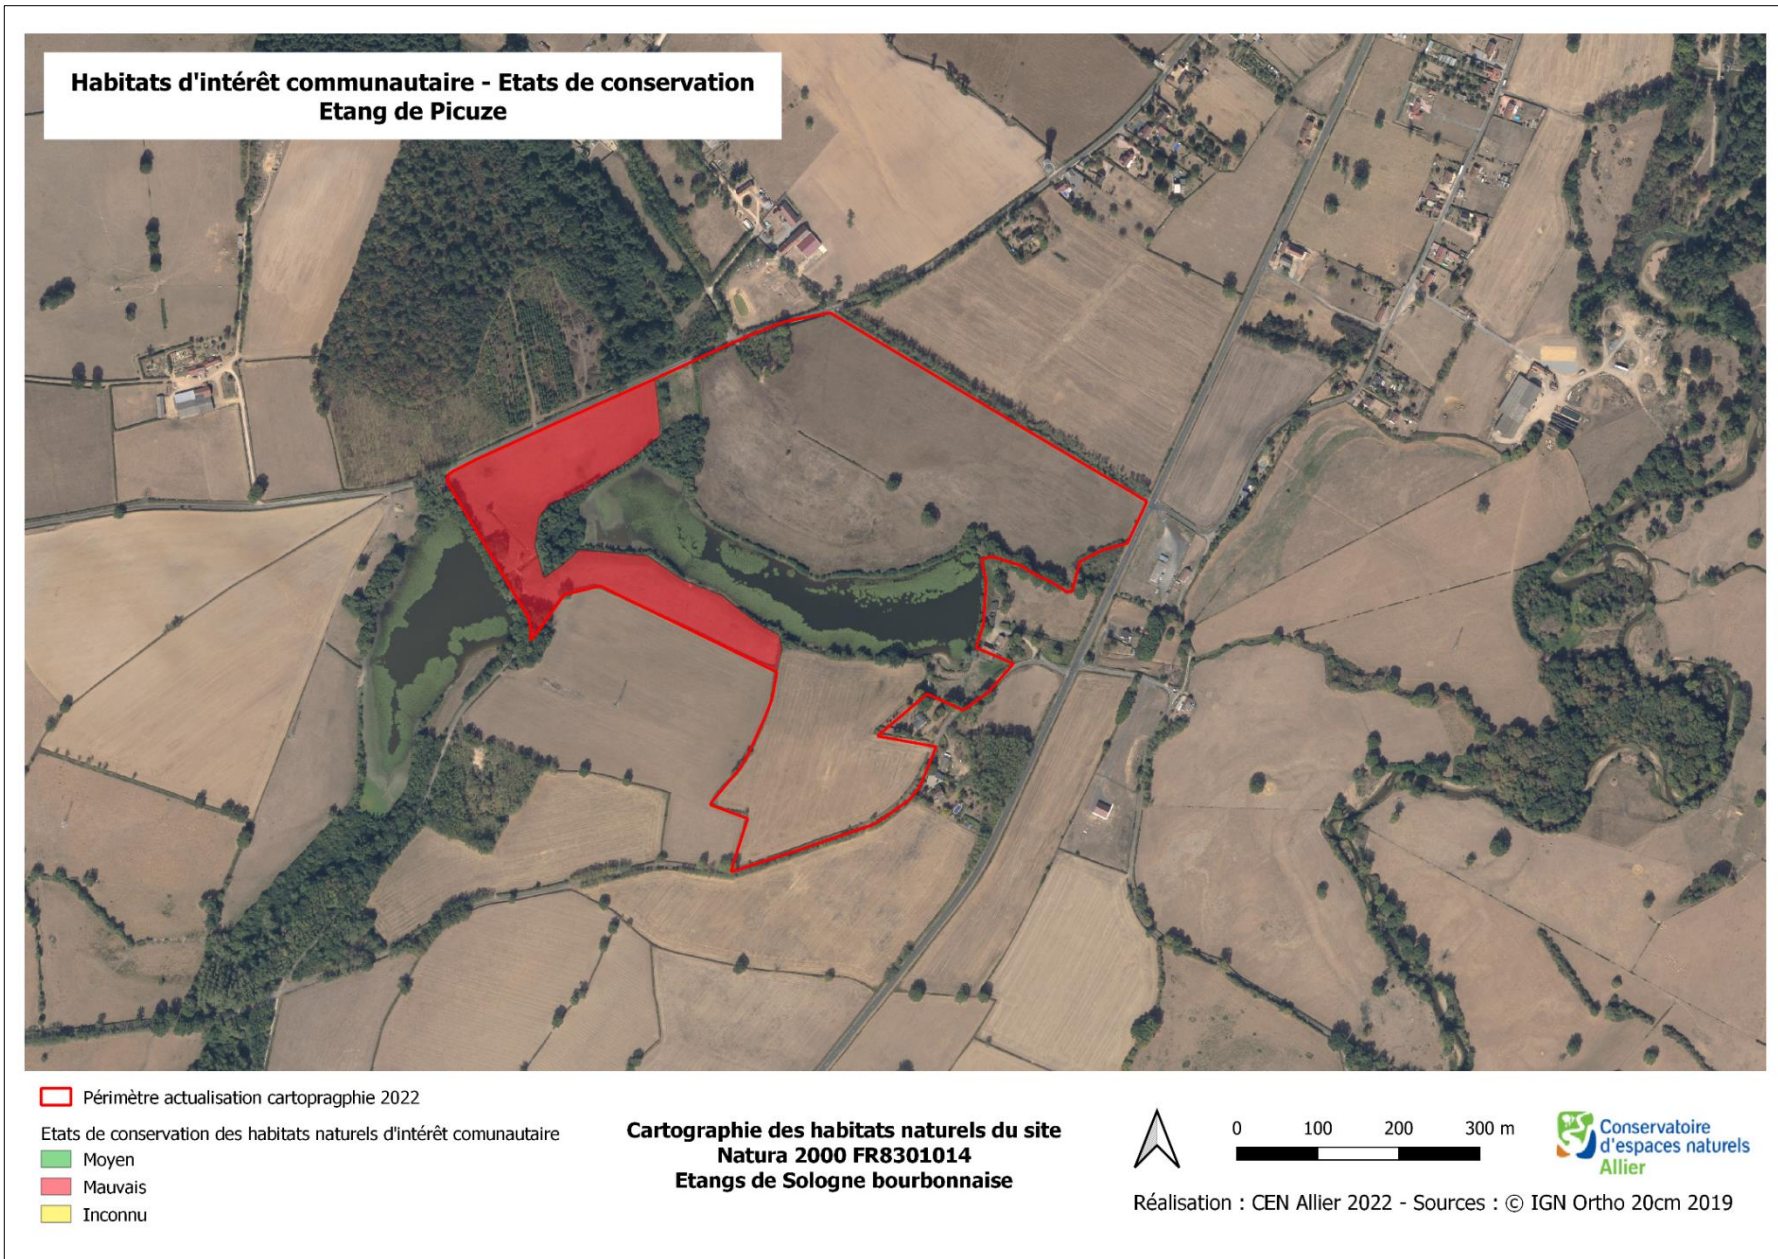 Habitats d'intérêt communautaire - Etats de conservation
Etang de Picuze
Périmètre actualisation cartopragphie 2022
Etats de conservation des habitats naturels d'intérêt comunautaire
Moyen
Mauvais
Inconnu
Cartographie des habitats naturels du site
Natura 2000 FR8301014
Etangs de Sologne bourbonnaise
0 100 200 300 m
Conservatoire
d'espaces naturels
Allier
Réalisation : CEN Allier 2022 - Sources : © IGN Ortho 20cm 2019